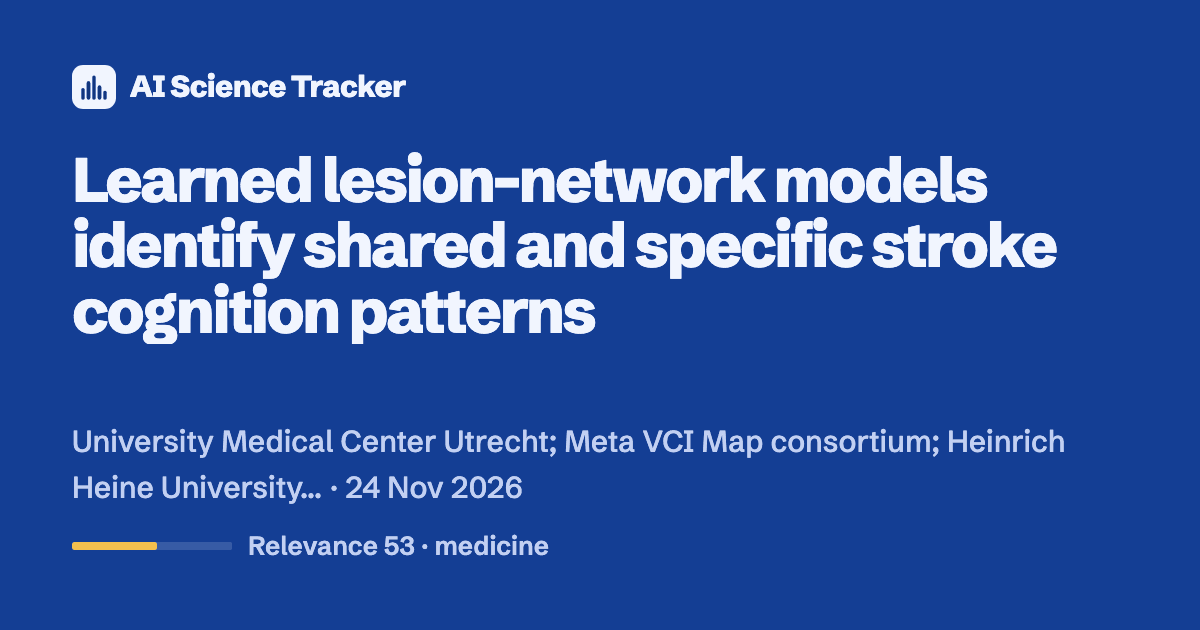 AI Science Tracker
Learned lesion-network models
identify shared and specific stroke
cognition patterns
University Medical Center Utrecht; Meta VCI Map consortium; Heinrich
Heine University... · 24 Nov 2026
Relevance 53 · medicine